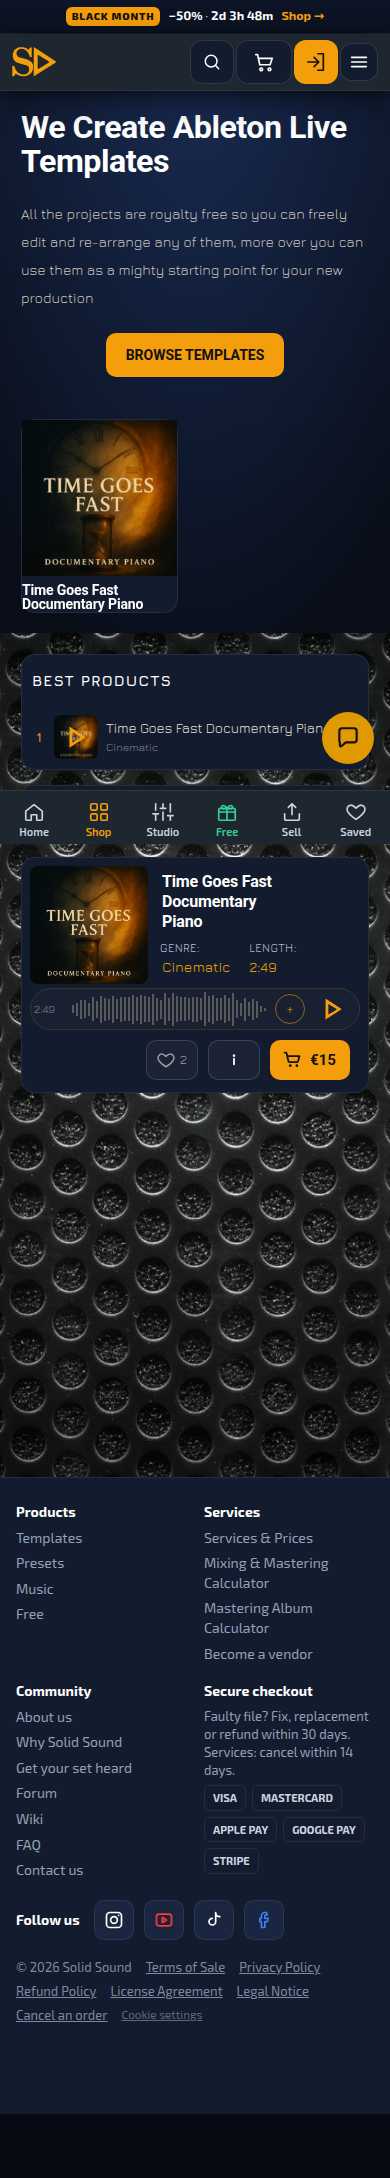 BLACK MONTH −50% · 2d 3h 48m Shop →
SD
We Create Ableton Live
Templates
All the projects are royalty free so you can freely
edit and re-arrange any of them, more over you can
use them as a mighty starting point for your new
production
BROWSE TEMPLATES
TIME GOES
FAST
DOCUMENTARY PIANO
Time Goes Fast
Documentary Piano
BEST PRODUCTS
1 Time Goes Fast Documentary Pian
Cinematic
Home Shop Studio Free Sell Saved
TIME GOES
FAST
DOCUMENTARY PIANO
Time Goes Fast
Documentary
Piano
GENRE: LENGTH:
Cinematic 2:49
2:49 +
2 i €15
Products
Templates
Presets
Music
Free
Services
Services & Prices
Mixing & Mastering
Calculator
Mastering Album
Calculator
Become a vendor
Community
About us
Why Solid Sound
Get your set heard
Forum
Wiki
FAQ
Contact us
Secure checkout
Faulty file? Fix, replacement
or refund within 30 days.
Services: cancel within 14
days.
VISA MASTERCARD
APPLE PAY GOOGLE PAY
STRIPE
Follow us
© 2026 Solid Sound Terms of Sale Privacy Policy
Refund Policy License Agreement Legal Notice
Cancel an order Cookie settings